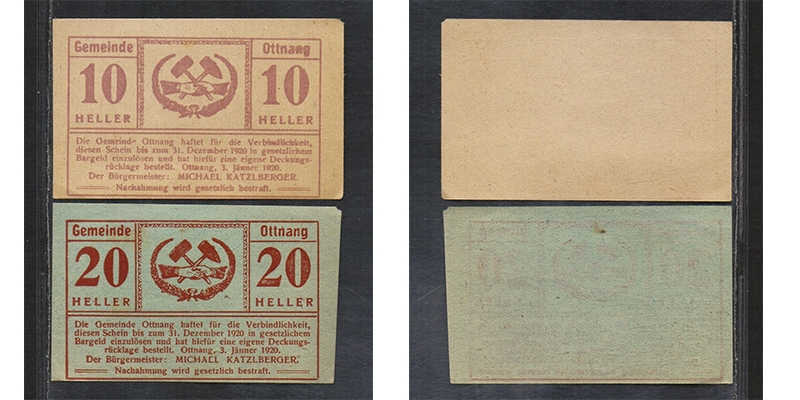 Gemeinde Ottnang
10 10
HELLER HELLER
Die Gemeinde Ottnang haftet für die Verbindlichkeit,
diesen Schein bis zum 31. Dezember 1920 in gesetzlichem
Bargeld einzulösen und hat hiefür eine eigene Deckungs-
rücklage bestellt. Ottnang, 3. Jänner 1920.
Der Bürgermeister: MICHAEL KATZLBERGER.
Nachahmung wird gesetzlich bestraft.
Gemeinde Ottnang
20 20
HELLER HELLER
Die Gemeinde Ottnang haftet für die Verbindlichkeit,
diesen Schein bis zum 31. Dezember 1920 in gesetzlichem
Bargeld einzulösen und hat hiefür eine eigene Deckungs-
rücklage bestellt. Ottnang, 3. Jänner 1920.
Der Bürgermeister: MICHAEL KATZLBERGER.
Nachahmung wird gesetzlich bestraft.